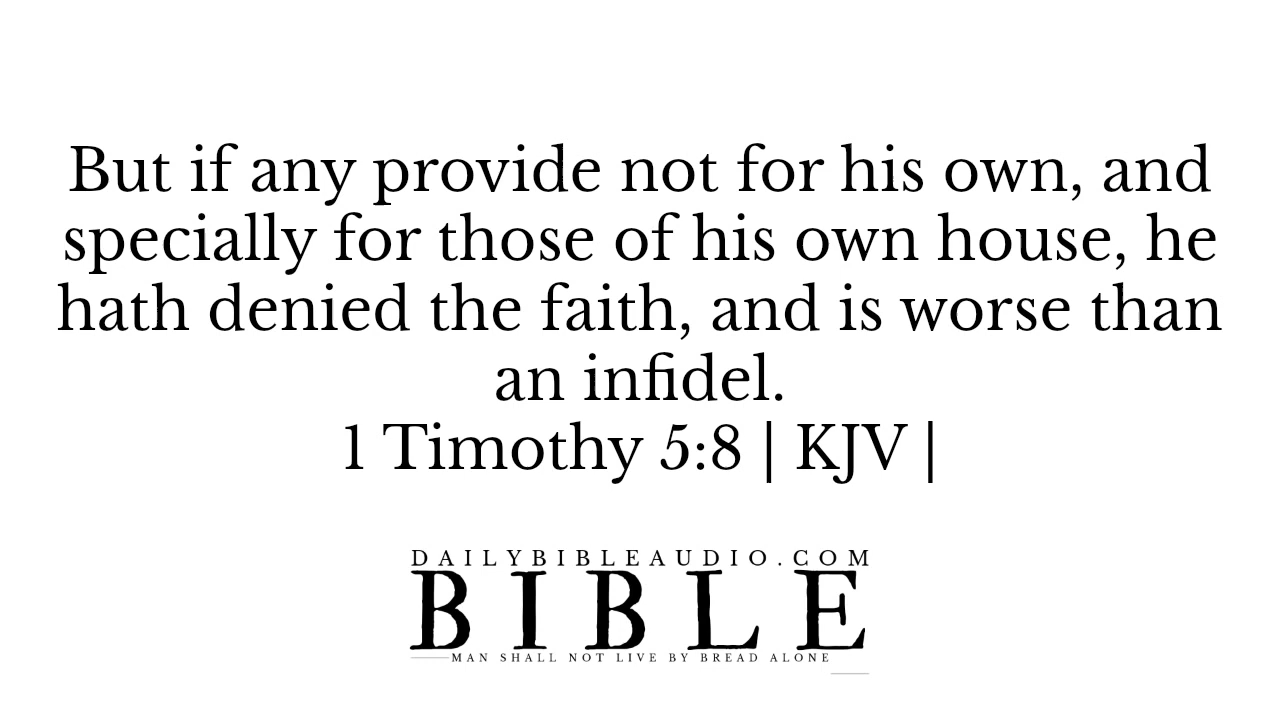 But if any provide not for his own, and
specially for those of his own house, he
hath denied the faith, and is worse than
an infidel.
1 Timothy 5:8 | KJV |
DAILYBIBLEAUDIO.COM
BIBLE
MAN SHALL NOT LIVE BY BREAD ALONE